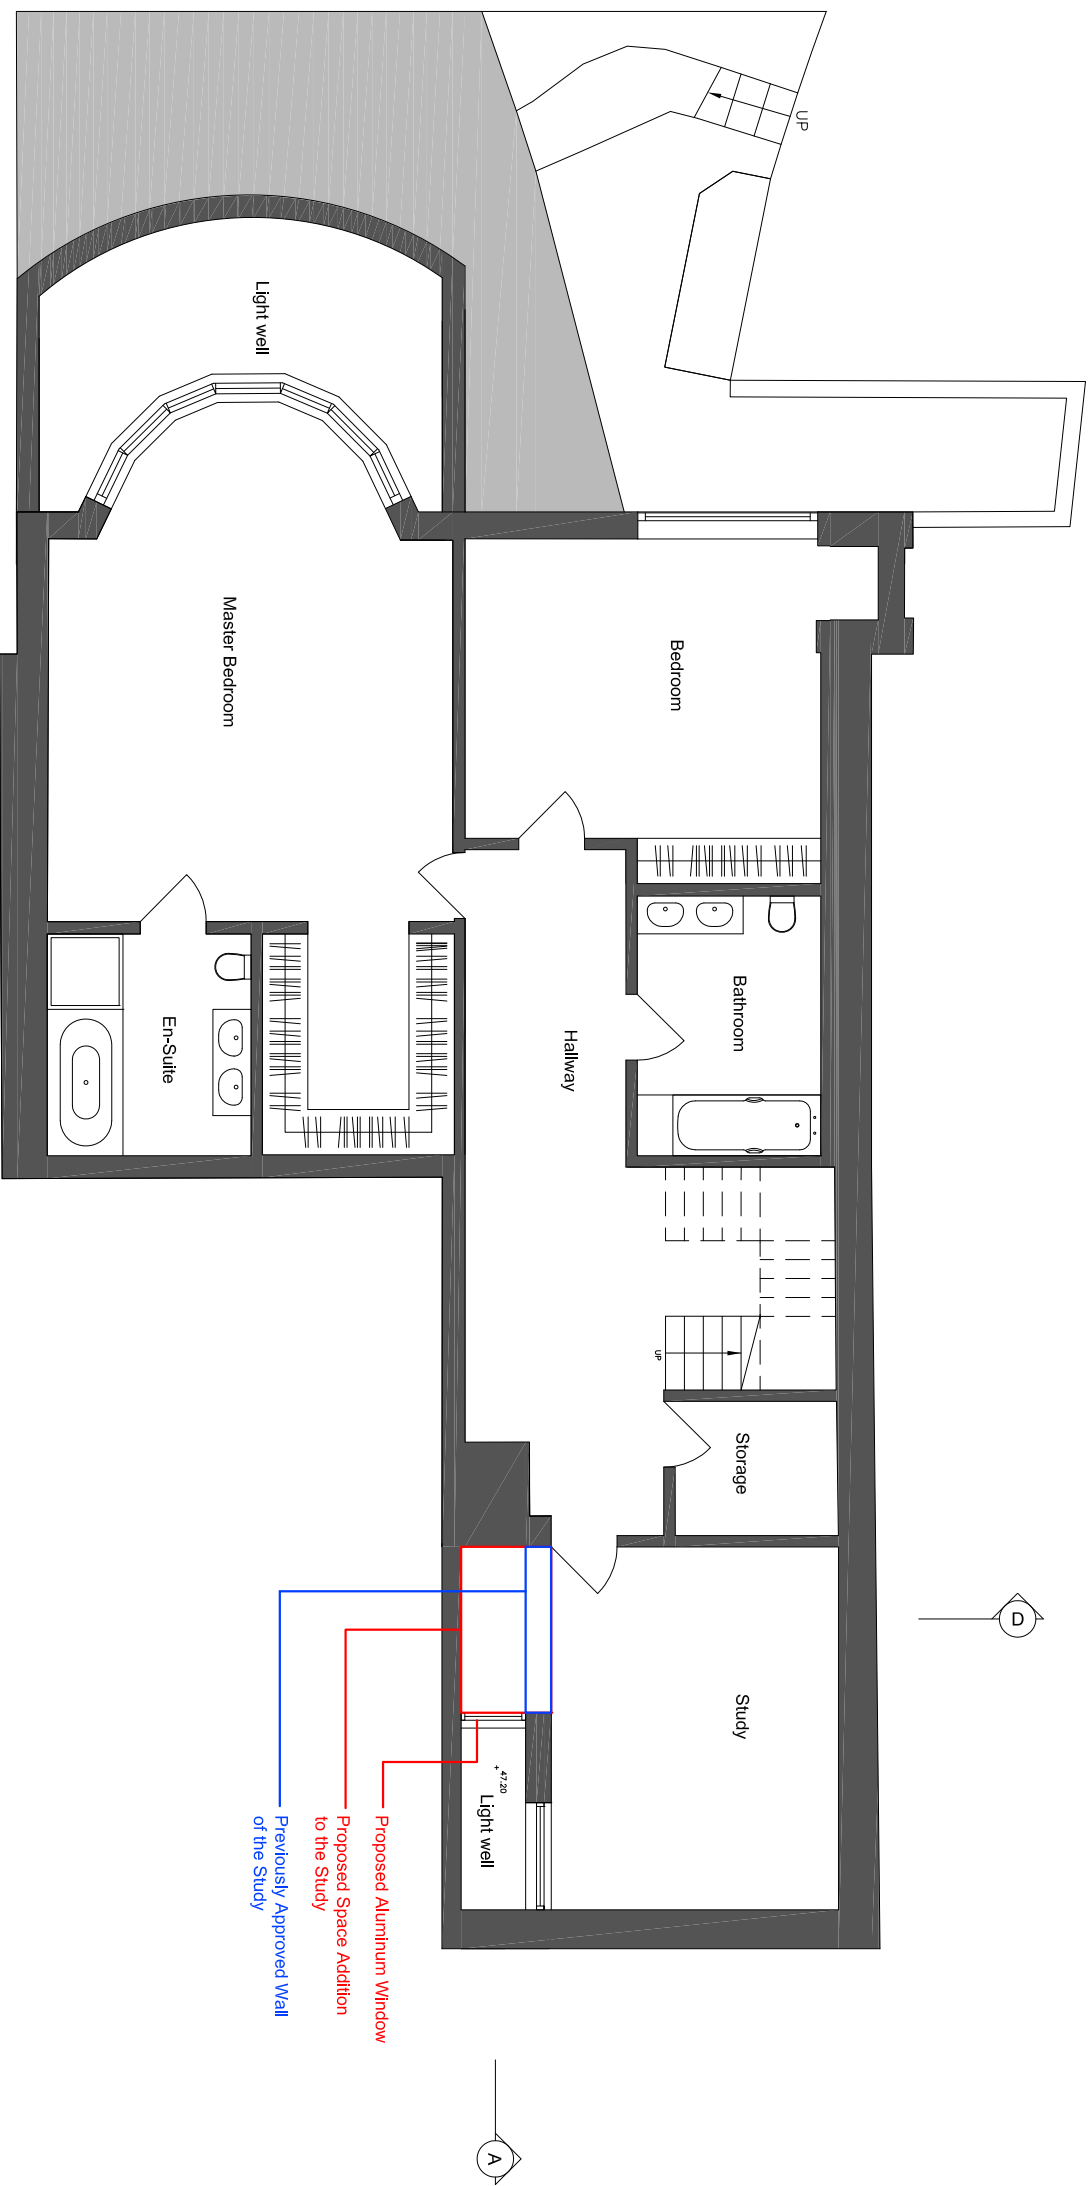 UP
Light well
Master Bedroom
Bedroom
En-Suite
Bathroom
Hallway
UP
Storage
Study
D
+ 47.20
Light well
Proposed Aluminum Window
Proposed Space Addition
to the Study
Previously Approved Wall
of the Study
A